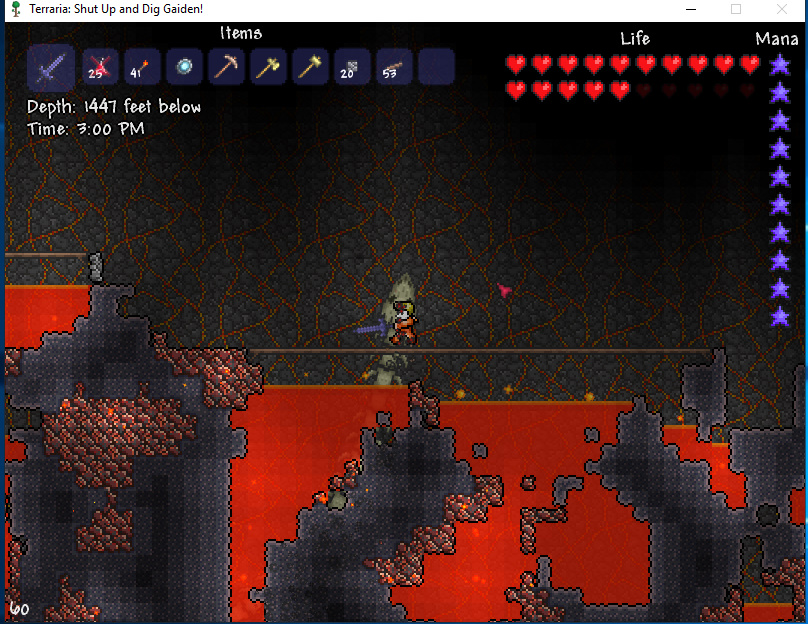 Terraria: Shut Up and Dig Gaiden!
Items
Life
Mana
25
41
20
53
Depth: 1447 feet below
Time: 3:00 PM
60